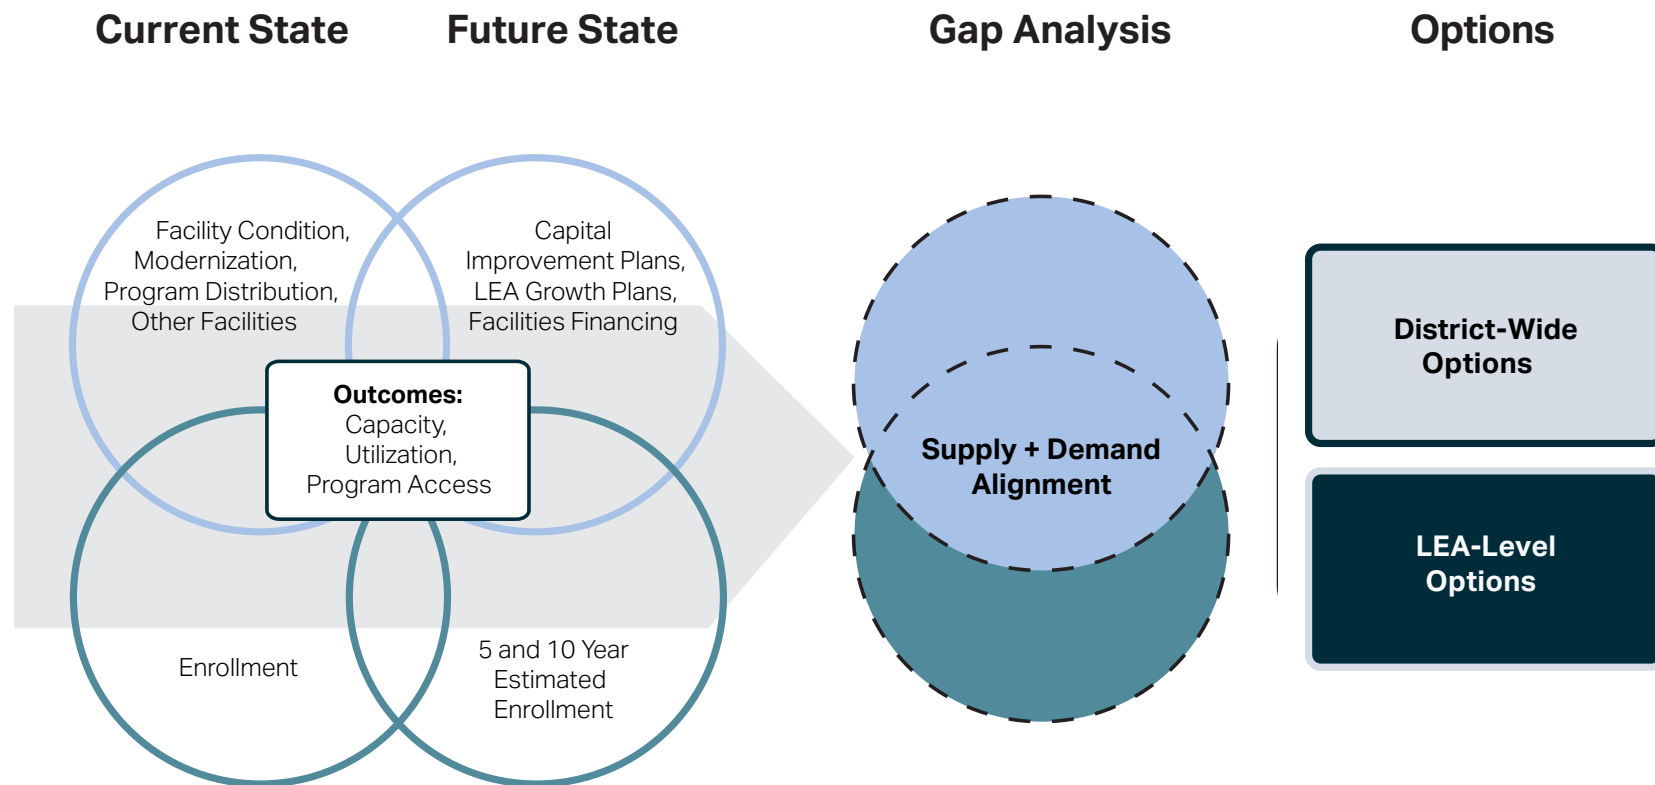 Current State
Future State
Gap Analysis
Options
Facility Condition,
Modernization,
Program Distribution,
Other Facilities
Capital
Improvement Plans,
LEA Growth Plans,
Facilities Financing
Outcomes:
Capacity,
Utilization,
Program Access
Enrollment
5 and 10 Year
Estimated
Enrollment
Supply + Demand
Alignment
District-Wide
Options
LEA-Level
Options